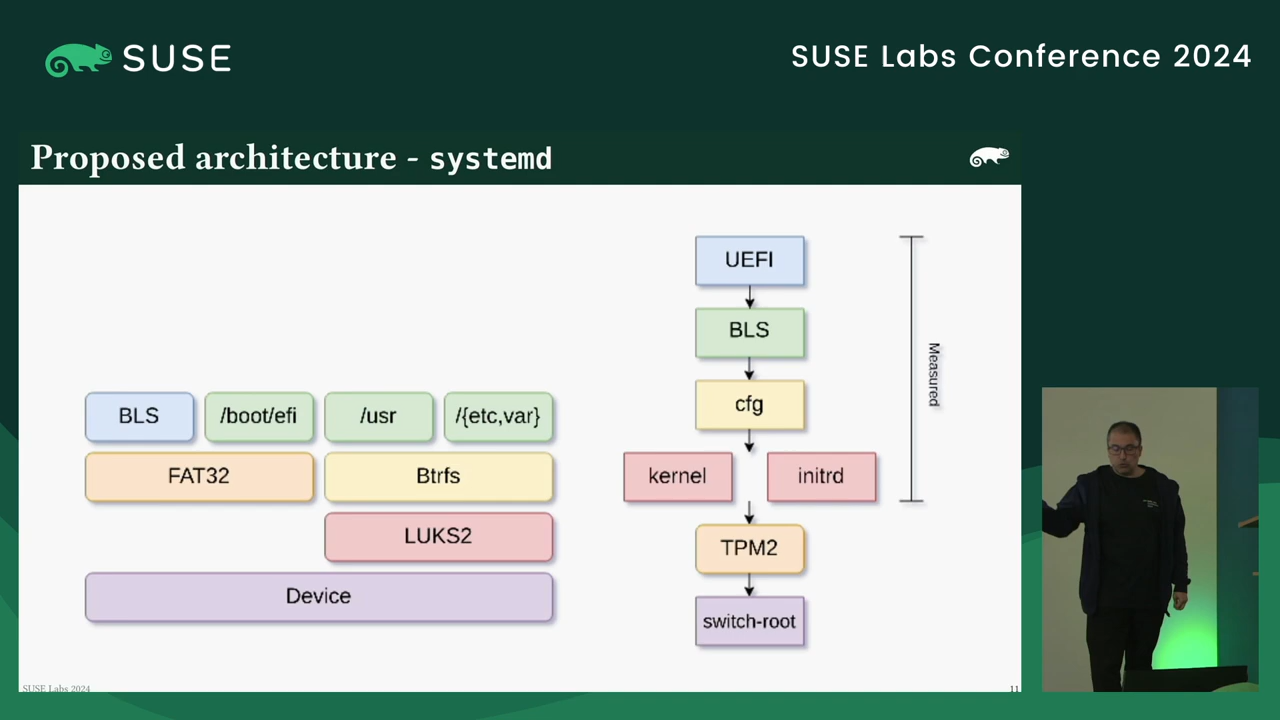 SUSE
SUSE Labs Conference 2024
Proposed architecture - systemd
BLS
/boot/efi
/usr
/{etc,var}
FAT32
Btrfs
LUKS2
Device
UEFI
BLS
cfg
kernel
initrd
TPM2
switch-root
Measured
SUSE Labs 2024
11